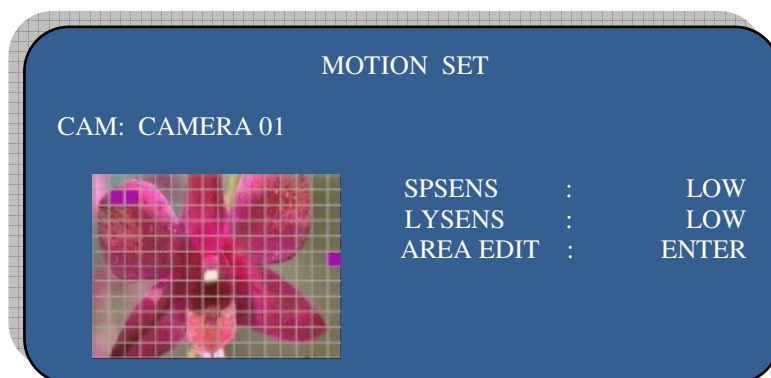 MOTION SET
CAM: CAMERA 01
SPSENS : LOW
LYSENS : LOW
AREA EDIT : ENTER